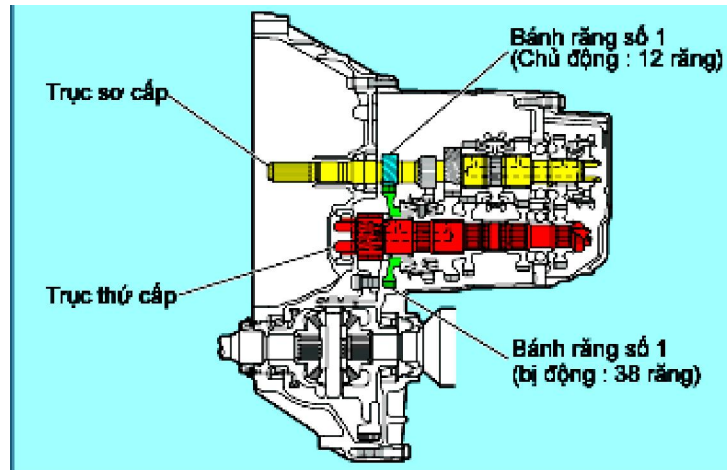 Bánh răng số 1
(Chủ động : 12 răng)
Trục sơ cấp
Trục thứ cấp
Bánh răng số 1
(bị động : 38 răng)